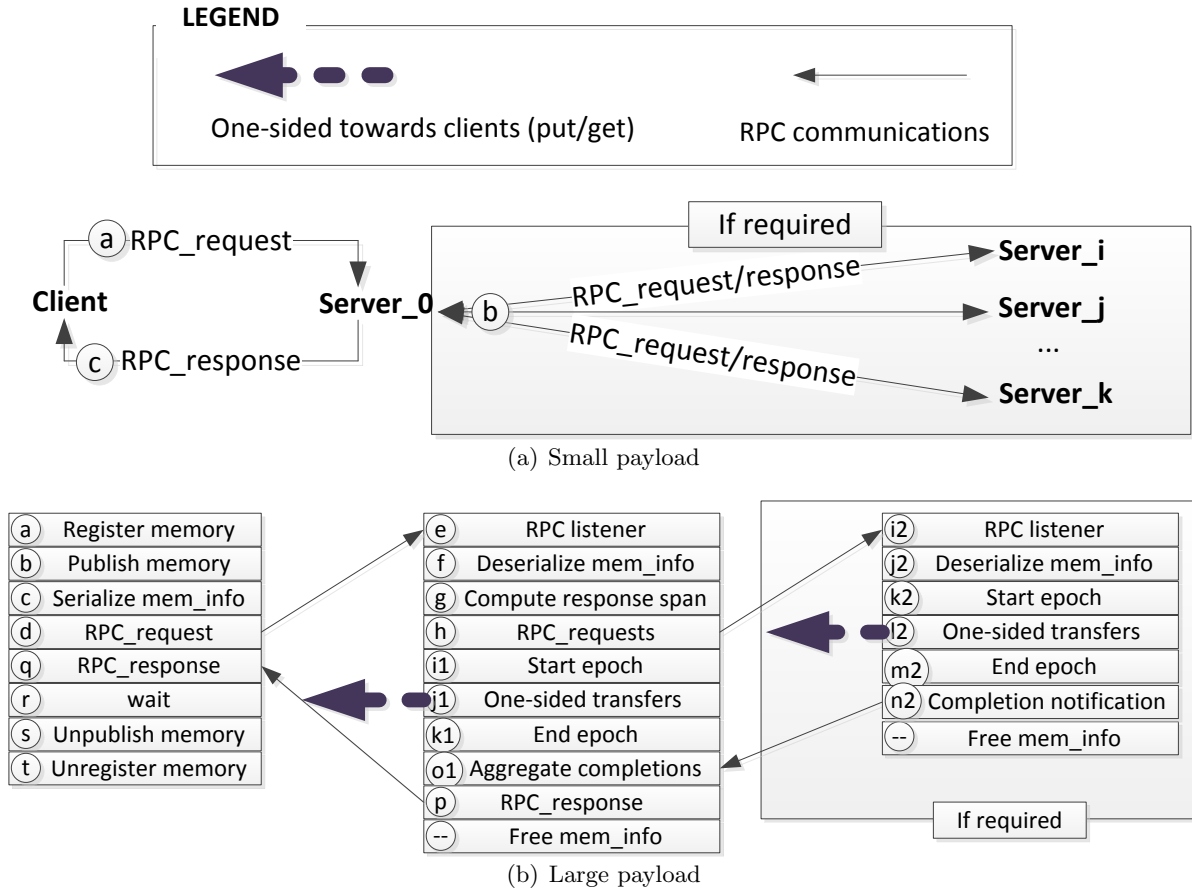 LEGEND
One-sided towards clients (put/get)
RPC communications
If required
a RPC_request
Client
Server_0
c RPC_response
b
RPC_request/response
RPC_request/response
Server_i
Server_j
...
Server_k
(a) Small payload
a Register memory
b Publish memory
c Serialize mem_info
d RPC_request
q RPC_response
r wait
s Unpublish memory
t Unregister memory
e RPC listener
f Deserialize mem_info
g Compute response span
h RPC_requests
i1 Start epoch
j1 One-sided transfers
k1 End epoch
o1 Aggregate completions
p RPC_response
-- Free mem_info
i2 RPC listener
j2 Deserialize mem_info
k2 Start epoch
l2 One-sided transfers
m2 End epoch
n2 Completion notification
-- Free mem_info
If required
(b) Large payload